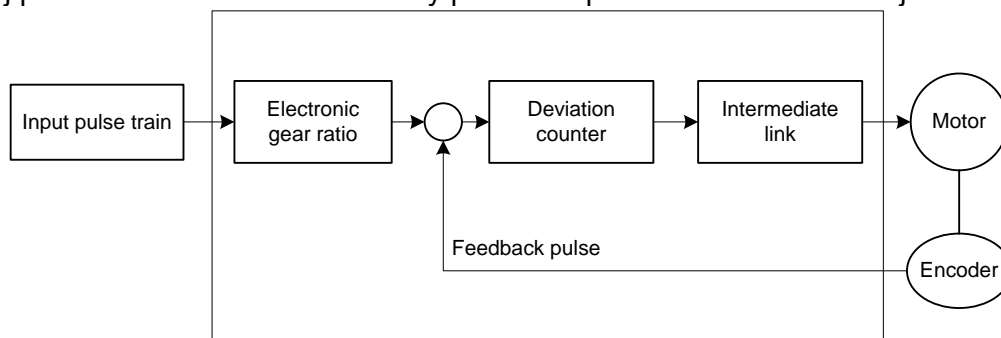 Input pulse train
Electronic
gear ratio
Deviation
counter
Intermediate
link
Motor
Feedback pulse
Encoder